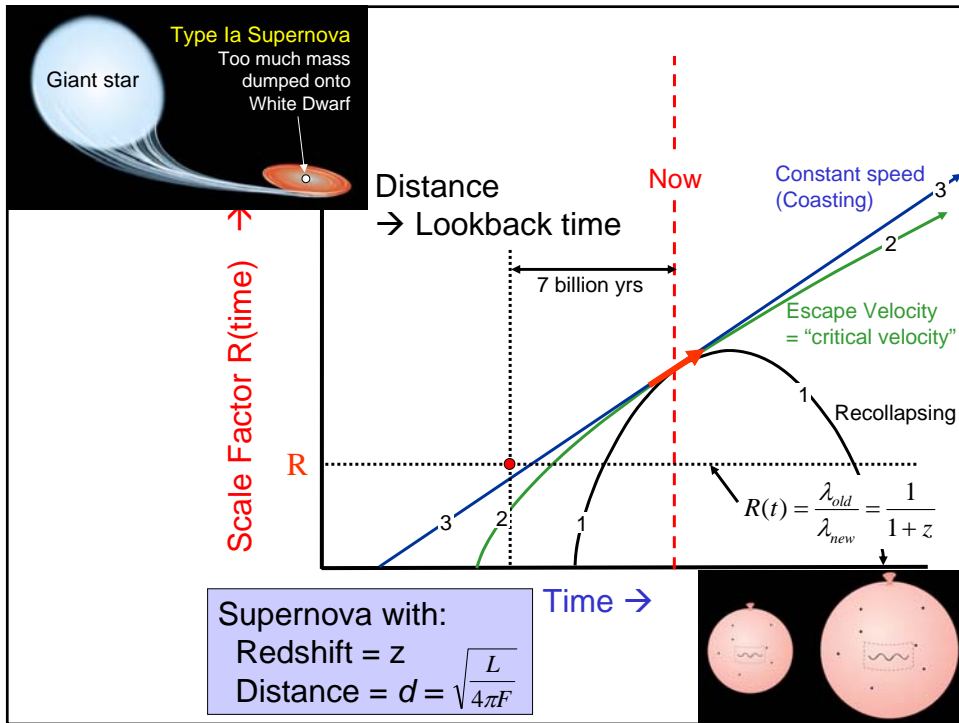 Type Ia Supernova
Too much mass
dumped onto
White Dwarf
Giant star
Distance
→ Lookback time
Now
Constant speed
(Coasting)
3
2
7 billion yrs
Escape Velocity
= “critical velocity”
1
Recollapsing
Scale Factor R(time) →
R
R(t) = λ_old / λ_new = 1 / (1 + z)
3
2
1
Time →
Supernova with:
Redshift = z
Distance = d = √(L / 4πF)